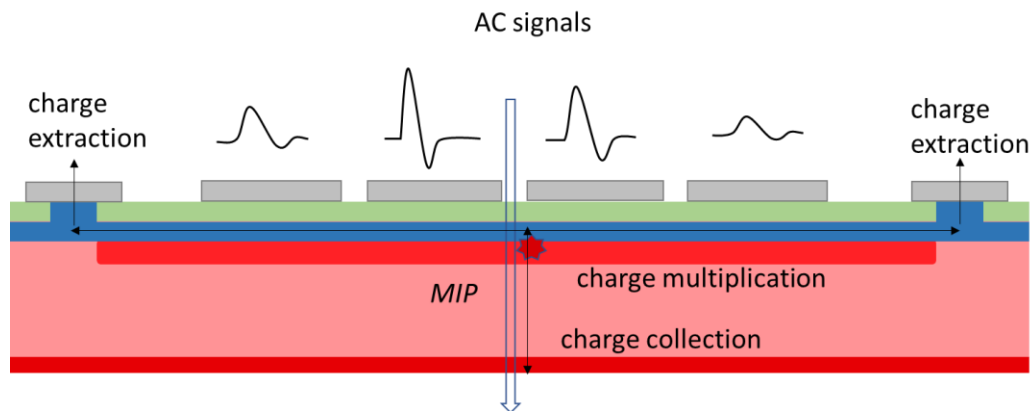 AC signals
charge
extraction
charge
extraction
MIP
charge multiplication
charge collection